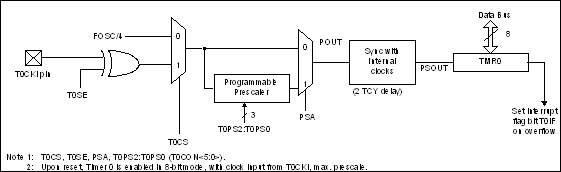 Data Bus
8
FOSC/4
0
1
T0CKI pin
T0SE
T0CS
Programmable
Prescaler
3
T0PS2:T0PS0
0
1
PSA
POUT
Sync with
Internal
clocks
(2 TCY delay)
PSOUT
TMR0
Set Interrupt
flag bit T0IF
on overflow
Note 1: T0CS, T0SE, PSA, T0PS2:T0PS0 (T0CON<5:0>).
2: Upon reset, Timer0 is enabled in 8-bit mode, with clock input from T0CKI, max. prescale.